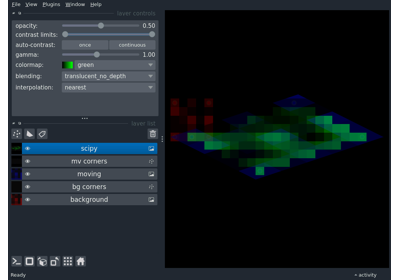 File View Plugins Window Help
layer controls
opacity: 0.50
contrast limits:
auto-contrast: once continuous
gamma: 1.00
colormap: green
blending: translucent_no_depth
interpolation: nearest
layer list
scipy
mv corners
moving
bg corners
background
Ready
activity